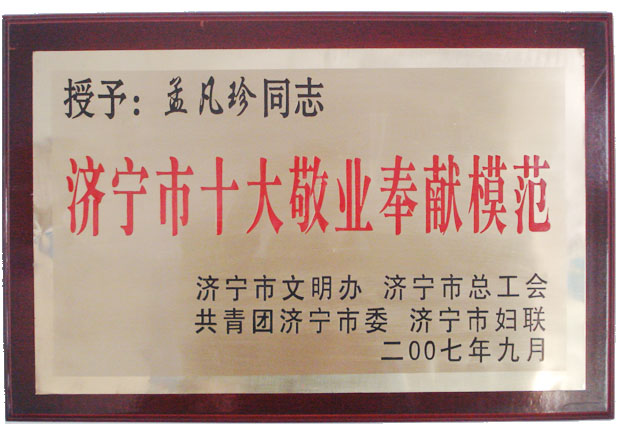 授予：孟凡珍同志
济宁市十大敬业奉献模范
济宁市文明办 济宁市总工会
共青团济宁市委 济宁市妇联
二00七年九月